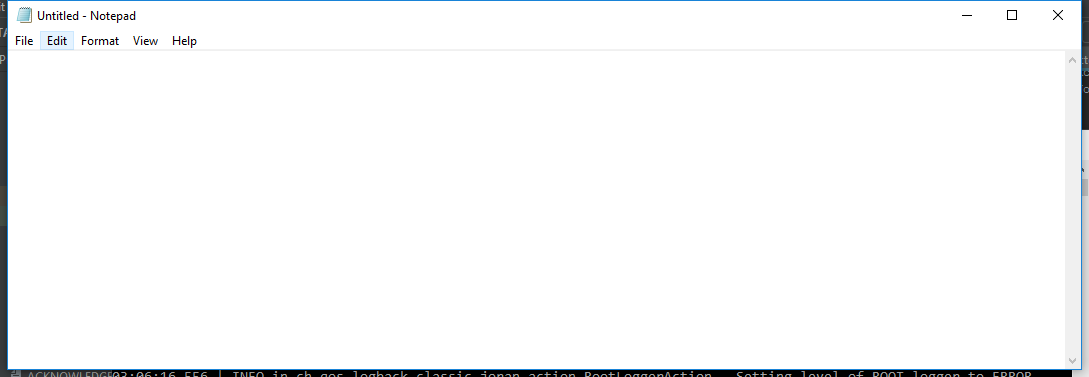 Untitled - Notepad
File Edit Format View Help
03:06:16,556 | INFO in ch.qos.logback.classic.joran.action.RootLoggerAction - Setting level of ROOT logger to ERROR